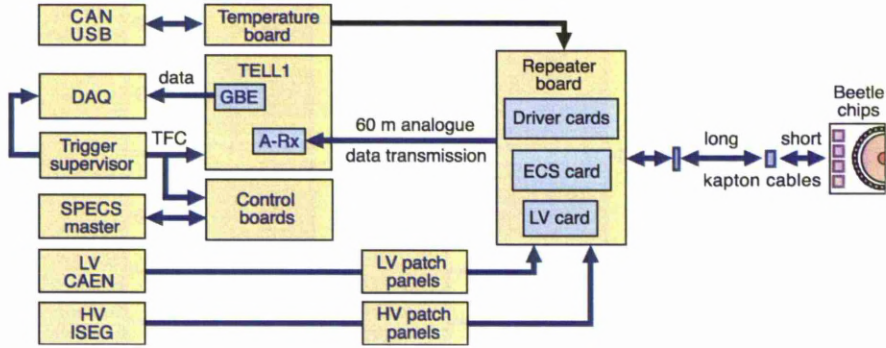 CAN
USB
Temperature
board
TELL1
GBE
A-Rx
data
DAQ
Trigger
supervisor
TFC
SPECS
master
Control
boards
LV
CAEN
LV patch
panels
HV
ISEG
HV patch
panels
60 m analogue
data transmission
Repeater
board
Driver cards
ECS card
LV card
long
short
kapton cables
Beetle
chips